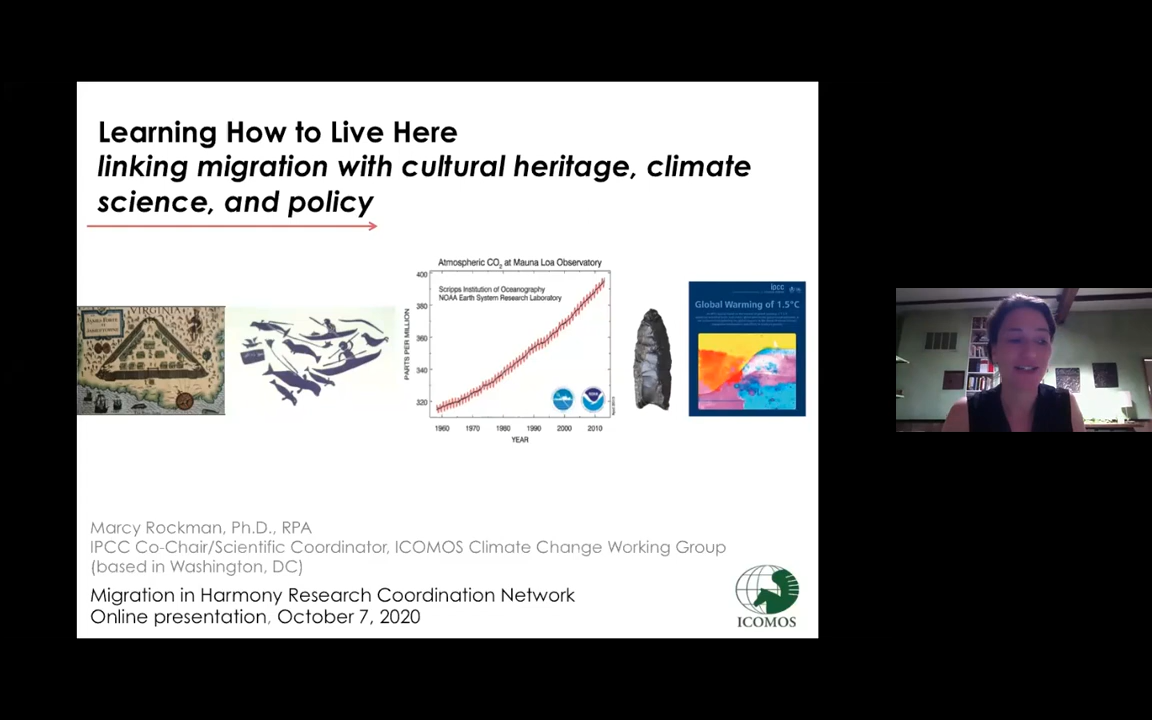 Learning How to Live Here
linking migration with cultural heritage, climate
science, and policy
VIRGINIA
Atmospheric CO2 at Mauna Loa Observatory
Scripps Institution of Oceanography
NOAA Earth System Research Laboratory
PARTS PER MILLION
400
380
360
340
320
1960
1970
1980
1990
2000
2010
YEAR
ipcc
Global Warming of 1.5°C
Marcy Rockman, Ph.D., RPA
IPCC Co-Chair/Scientific Coordinator, ICOMOS Climate Change Working Group
(based in Washington, DC)
Migration in Harmony Research Coordination Network
Online presentation, October 7, 2020
ICOMOS